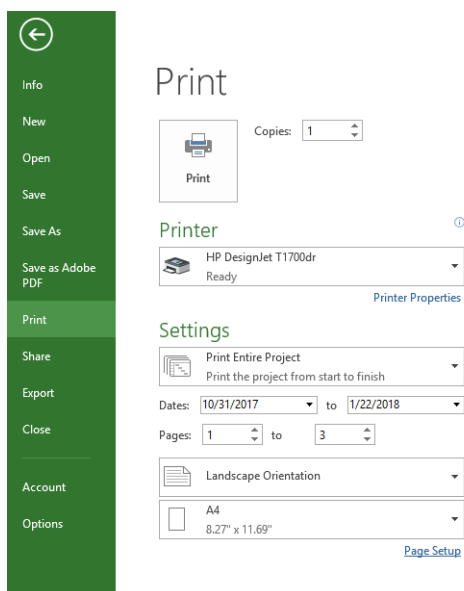 Info
New
Open
Save
Save As
Save as Adobe
PDF
Print
Share
Export
Close
Account
Options
Print
Copies: 1
Print
Printer
HP DesignJet T1700dr
Ready
Printer Properties
Settings
Print Entire Project
Print the project from start to finish
Dates: 10/31/2017 to 1/22/2018
Pages: 1 to 3
Landscape Orientation
A4
8.27" x 11.69"
Page Setup